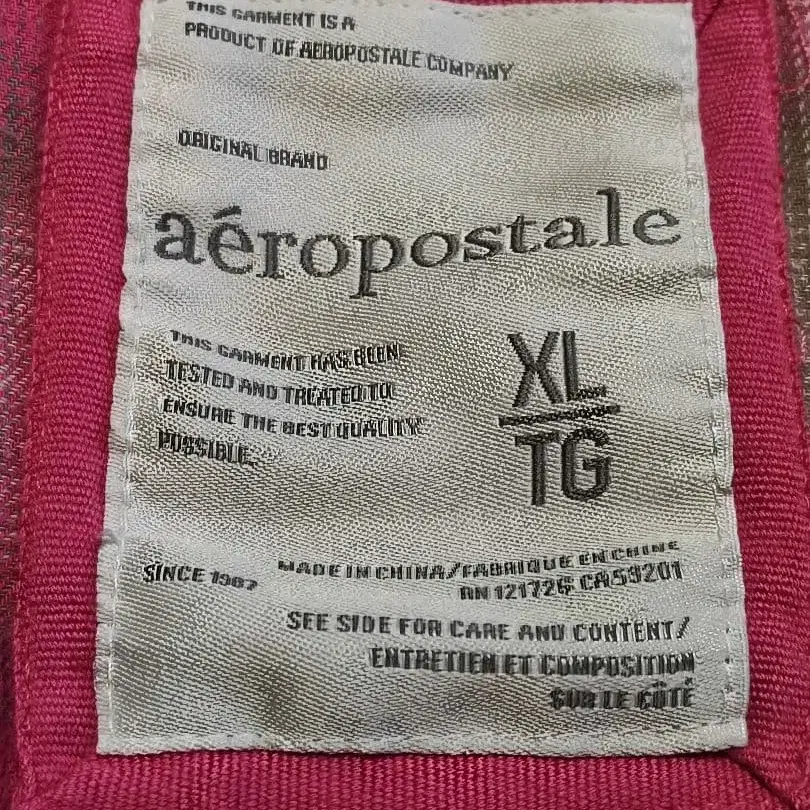 THIS GARMENT IS A
PRODUCT OF AEROPOSTALE COMPANY
ORIGINAL BRAND
aéropostale
THIS GARMENT HAS BEEN
TESTED AND TREATED TO
ENSURE THE BEST QUALITY
POSSIBLE.
XL
TG
SINCE 1987
MADE IN CHINA/FABRIQUE EN CHINE
RN 121726 CA59201
SEE SIDE FOR CARE AND CONTENT/
ENTRETIEN ET COMPOSITION
SUR LE CÔTÉ